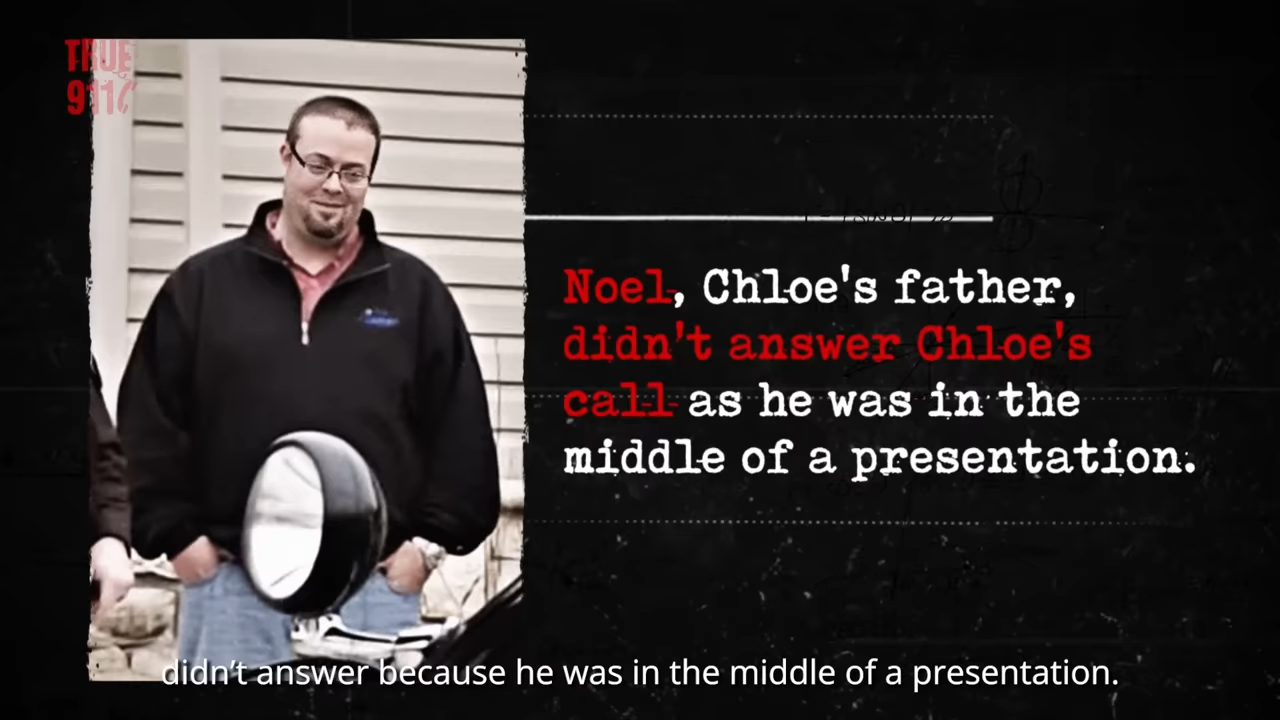 TRUE
911
Noel, Chloe's father,
didn't answer Chloe's
call as he was in the
middle of a presentation.
didn’t answer because he was in the middle of a presentation.